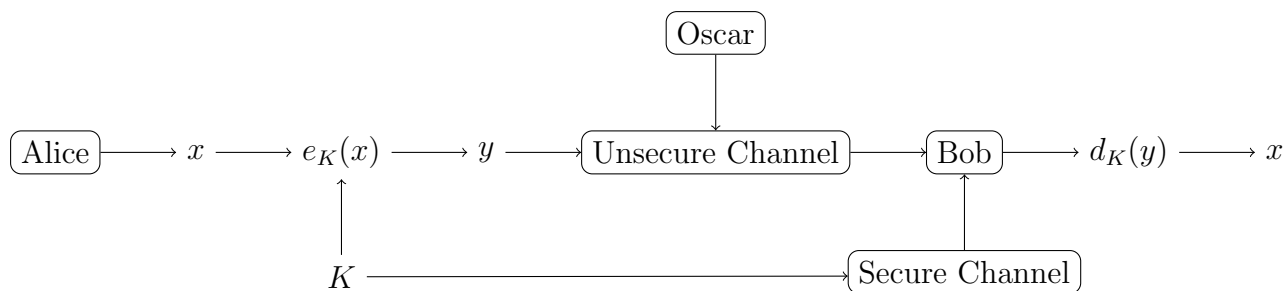 Oscar
Alice x e_K(x) y Unsecure Channel Bob d_K(y) x
K Secure Channel